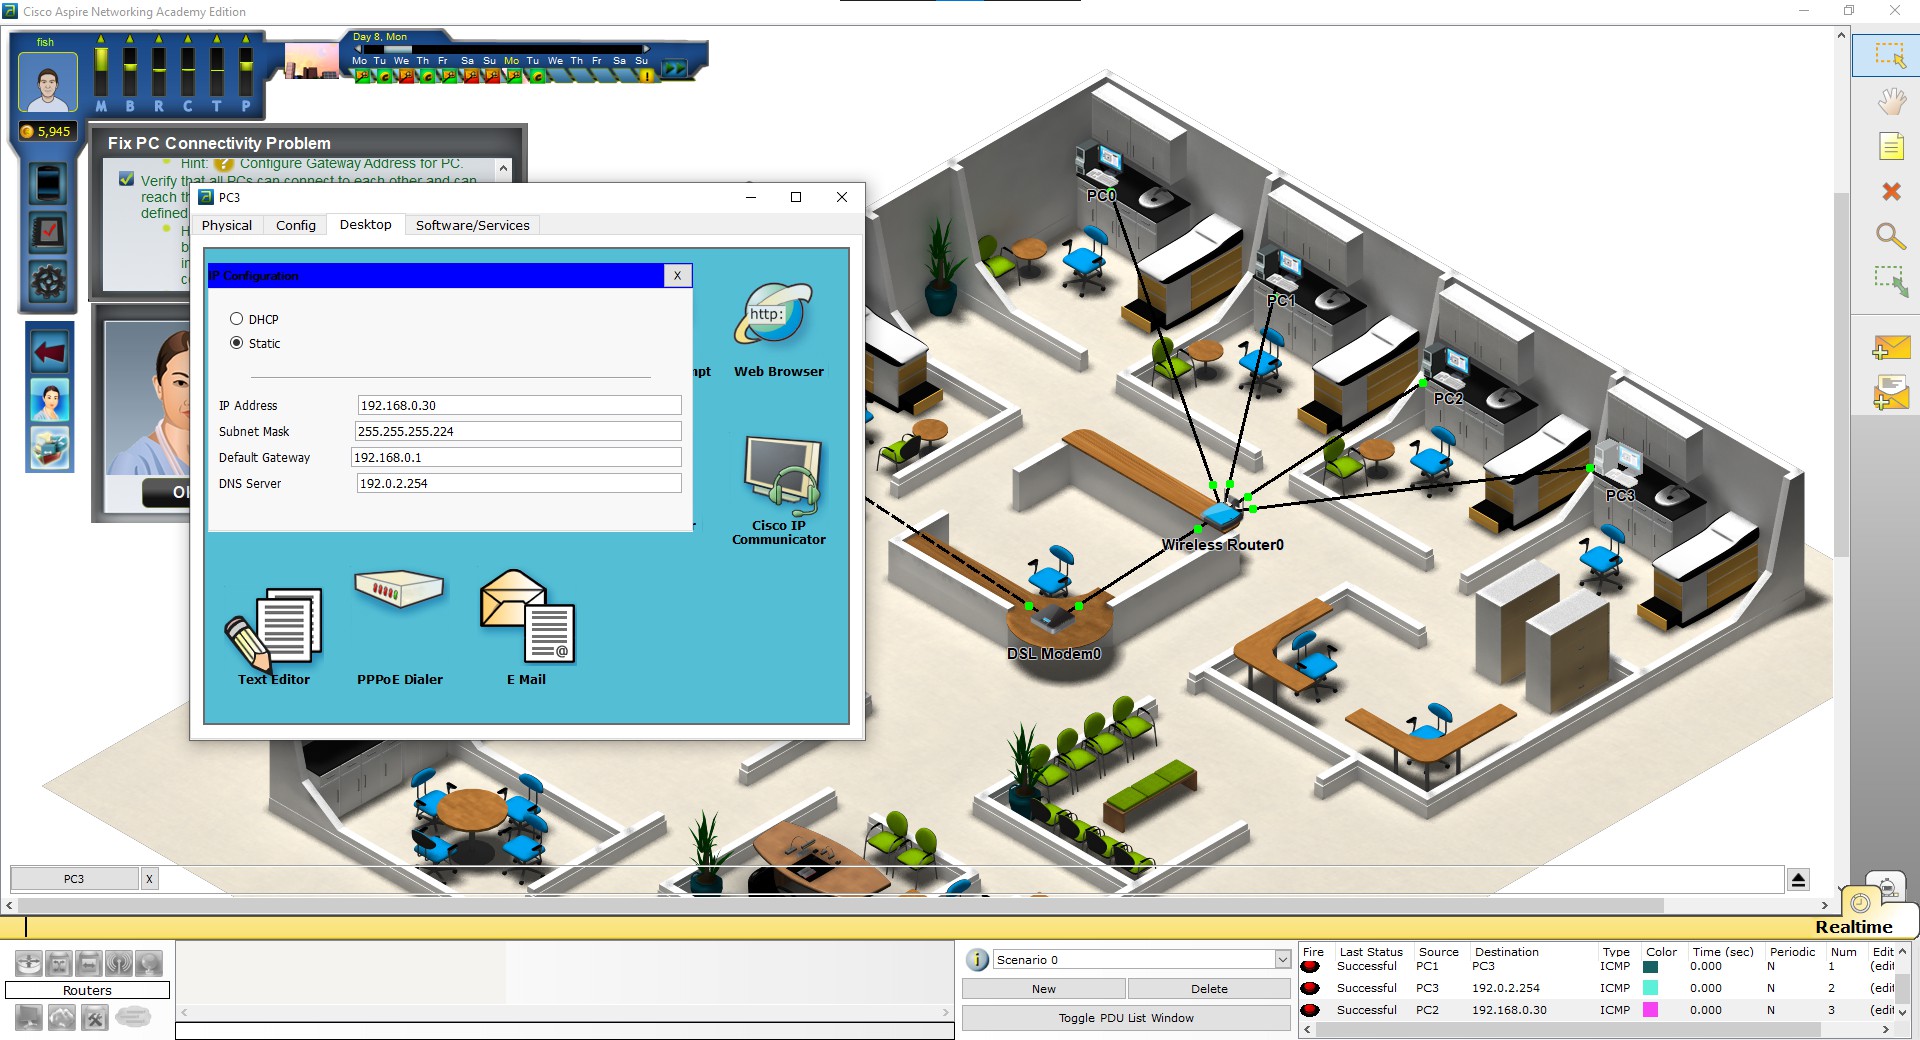 Cisco Aspire Networking Academy Edition
fish
Day 8, Mon
Mo Tu We Th Fr Sa Su Mo Tu We Th Fr Sa Su
M B R C T P
5,945
Fix PC Connectivity Problem
Hint: ? Configure Gateway Address for PC.
Verify that all PCs can connect to each other and can
reach th
defined
H
b
in
c
PC3
Physical
Config
Desktop
Software/Services
IP Configuration
X
DHCP
Static
IP Address
192.168.0.30
Subnet Mask
255.255.255.224
Default Gateway
192.168.0.1
DNS Server
192.0.2.254
http:
Web Browser
Cisco IP
Communicator
Text Editor
PPPoE Dialer
@
E Mail
PC0
PC1
PC2
PC3
Wireless Router0
DSL Modem0
PC3
X
Realtime
Routers
Scenario 0
New
Delete
Toggle PDU List Window
Fire Last Status Source Destination Type Color Time (sec) Periodic Num Edit
Successful PC1 PC3 ICMP 0.000 N 1 (edit
Successful PC3 192.0.2.254 ICMP 0.000 N 2 (edit
Successful PC2 192.168.0.30 ICMP 0.000 N 3 (edit